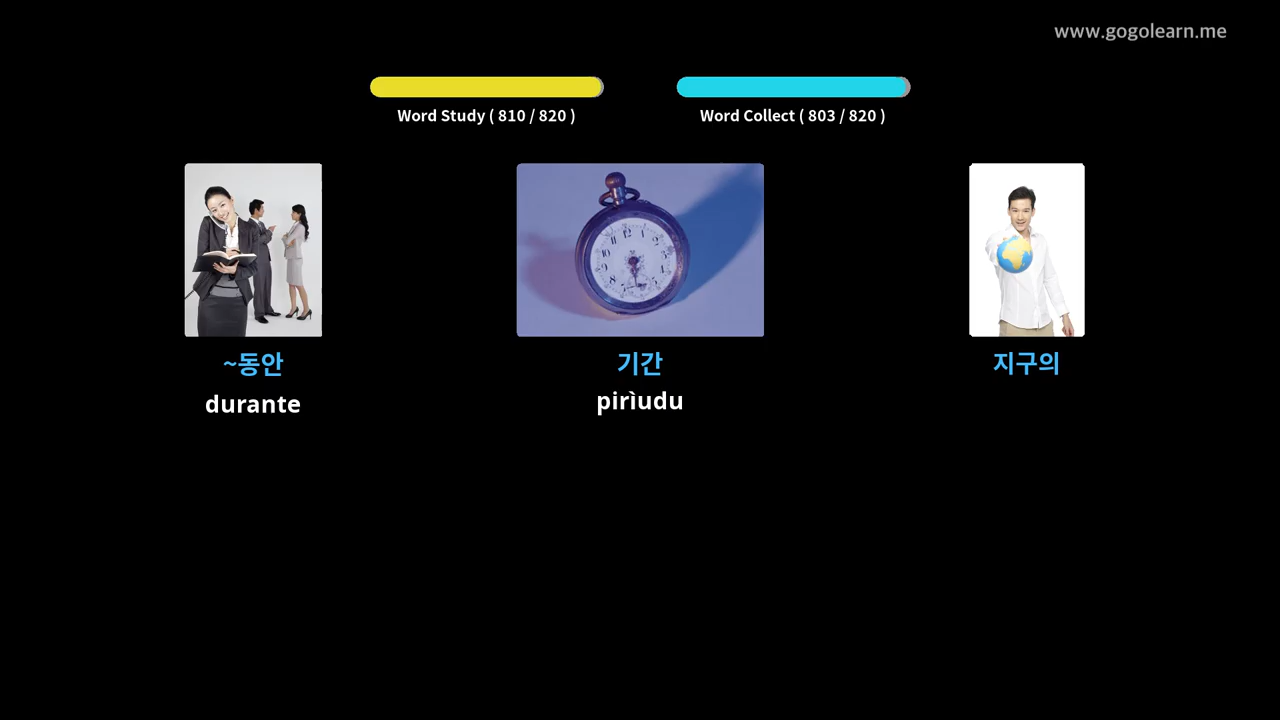 www.gogolearn.me
Word Study ( 810 / 820 )
Word Collect ( 803 / 820 )
~동안
기간
지구의
durante
pirìudu